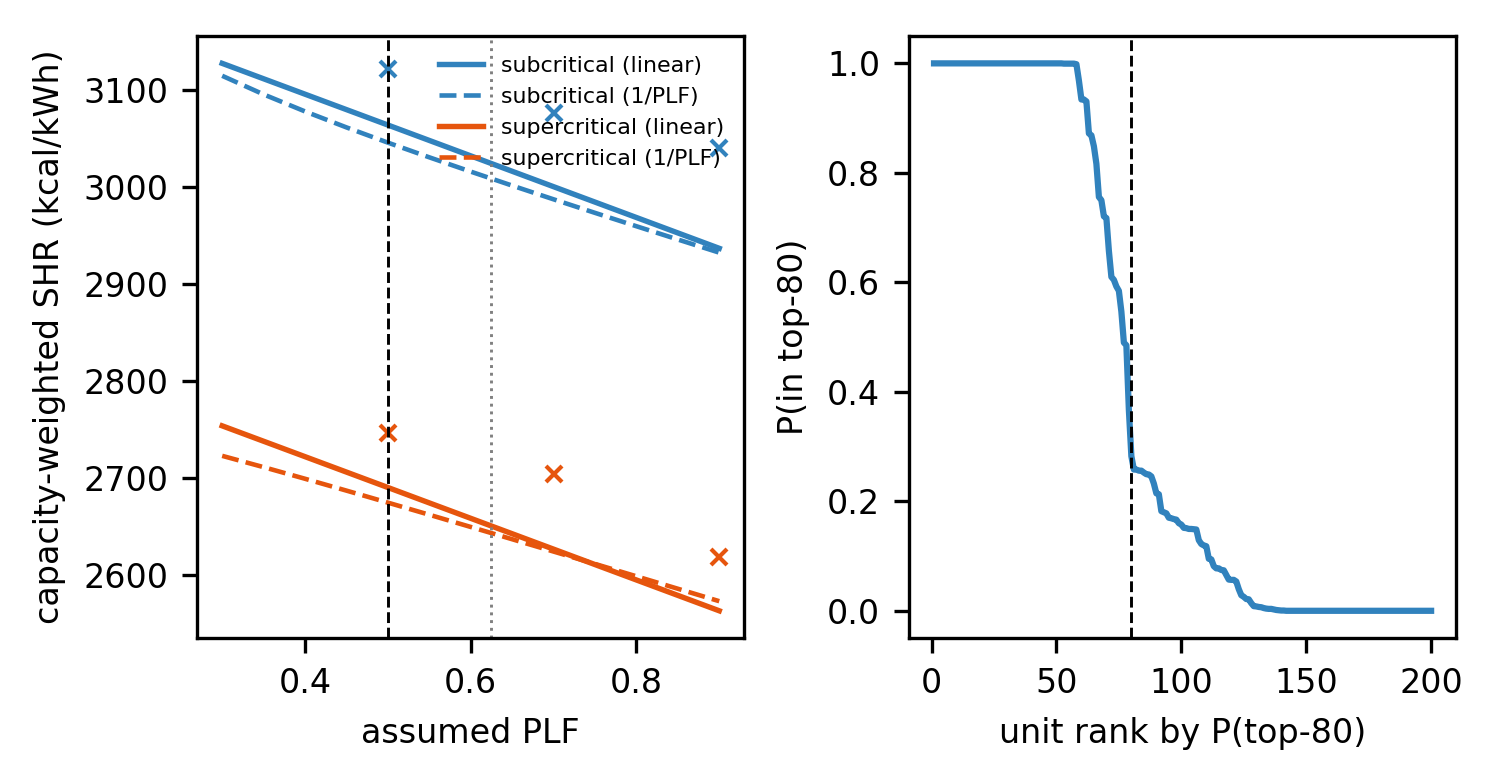 capacity-weighted SHR (kcal/kWh)
3100
3000
2900
2800
2700
2600
subcritical (linear)
subcritical (1/PLF)
supercritical (linear)
supercritical (1/PLF)
0.4 0.6 0.8
assumed PLF
P(in top-80)
1.0
0.8
0.6
0.4
0.2
0.0
0 50 100 150 200
unit rank by P(top-80)